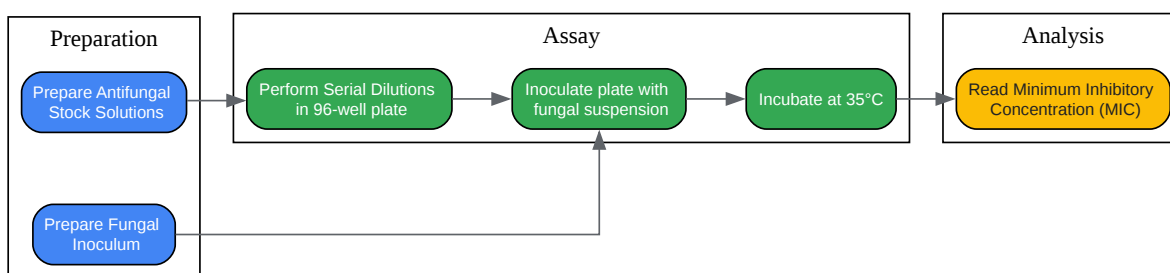 Preparation
Prepare Antifungal
Stock Solutions
Prepare Fungal
Inoculum
Assay
Perform Serial Dilutions
in 96-well plate
Inoculate plate with
fungal suspension
Incubate at 35°C
Analysis
Read Minimum Inhibitory
Concentration (MIC)